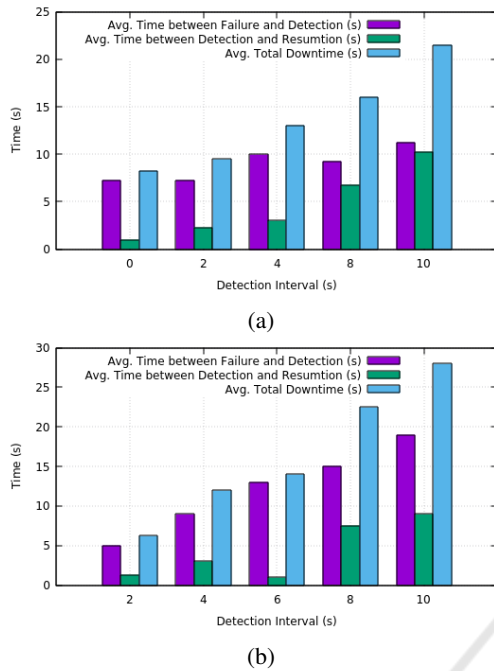 25
20
15
10
5
0
Time (s)
Avg. Time between Failure and Detection (s)
Avg. Time between Detection and Resumtion (s)
Avg. Total Downtime (s)
0 2 4 8 10
Detection Interval (s)
(a)
30
25
20
15
10
5
0
Time (s)
Avg. Time between Failure and Detection (s)
Avg. Time between Detection and Resumtion (s)
Avg. Total Downtime (s)
2 4 6 8 10
Detection Interval (s)
(b)